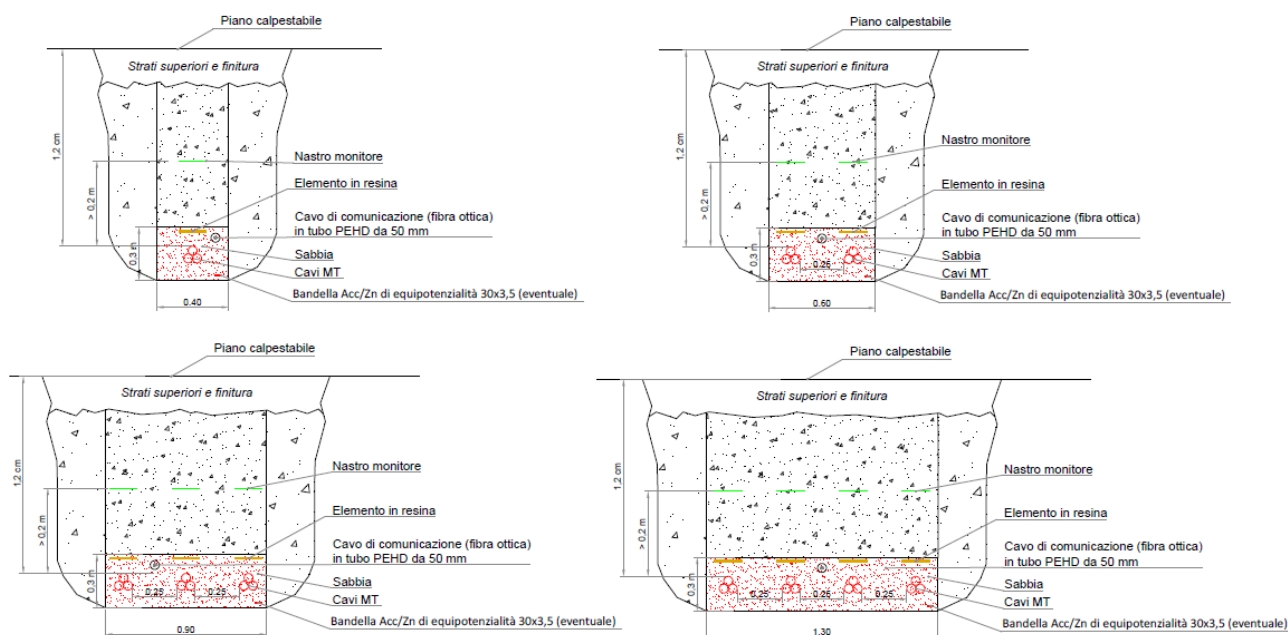 Piano calpestabile
Strati superiori e finitura
1,2 cm
> 0,2 m
0,3 m
Nastro monitore
Elemento in resina
Cavo di comunicazione (fibra ottica)
in tubo PEHD da 50 mm
Sabbia
Cavi MT
Bandella Acc/Zn di equipotenzialità 30x3,5 (eventuale)
0.40
Piano calpestabile
Strati superiori e finitura
1,2 cm
> 0,2 m
0,3 m
Nastro monitore
Elemento in resina
Cavo di comunicazione (fibra ottica)
in tubo PEHD da 50 mm
Sabbia
Cavi MT
0.25
Bandella Acc/Zn di equipotenzialità 30x3,5 (eventuale)
0.60
Piano calpestabile
Strati superiori e finitura
1,2 cm
> 0,2 m
0,3 m
Nastro monitore
Elemento in resina
Cavo di comunicazione (fibra ottica)
in tubo PEHD da 50 mm
Sabbia
Cavi MT
0.25 0.25
Bandella Acc/Zn di equipotenzialità 30x3,5 (eventuale)
0.90
Piano calpestabile
Strati superiori e finitura
1,2 cm
> 0,2 m
0,3 m
Nastro monitore
Elemento in resina
Cavo di comunicazione (fibra ottica)
in tubo PEHD da 50 mm
Sabbia
Cavi MT
0.25 0.25 0.25
Bandella Acc/Zn di equipotenzialità 30x3,5 (eventuale)
1.30